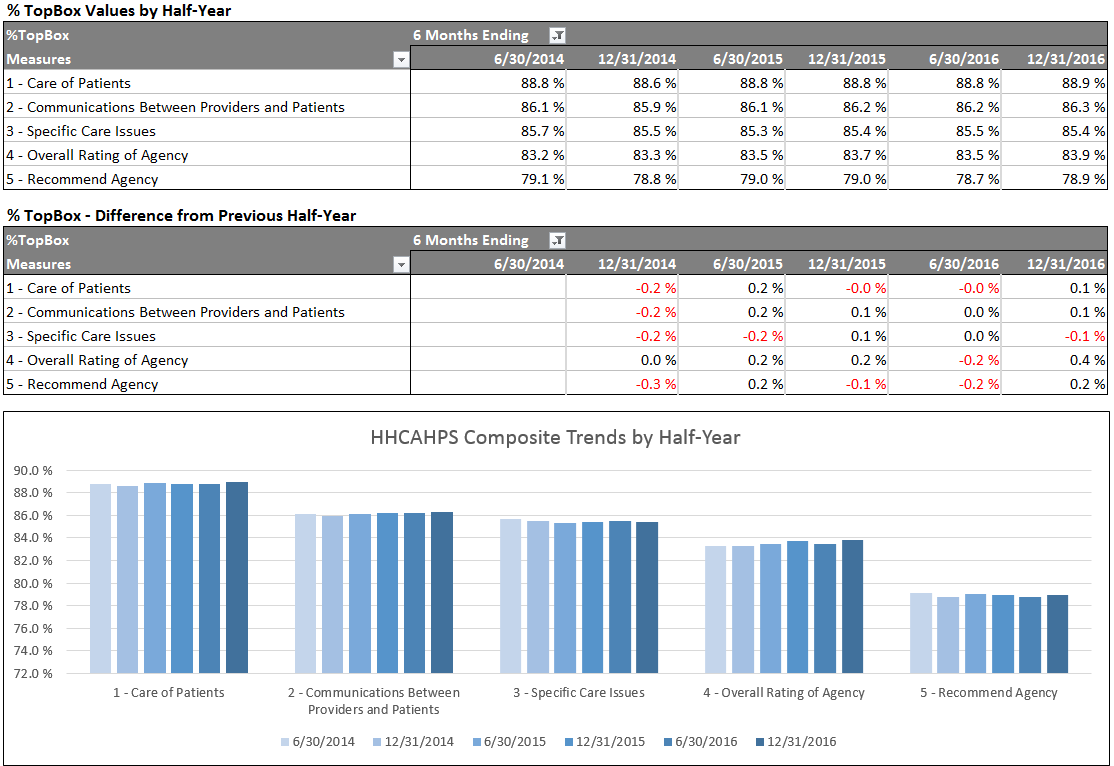 % TopBox Values by Half-Year
%TopBox 6 Months Ending
Measures 6/30/2014 12/31/2014 6/30/2015 12/31/2015 6/30/2016 12/31/2016
1 - Care of Patients 88.8 % 88.6 % 88.8 % 88.8 % 88.8 % 88.9 %
2 - Communications Between Providers and Patients 86.1 % 85.9 % 86.1 % 86.2 % 86.2 % 86.3 %
3 - Specific Care Issues 85.7 % 85.5 % 85.3 % 85.4 % 85.5 % 85.4 %
4 - Overall Rating of Agency 83.2 % 83.3 % 83.5 % 83.7 % 83.5 % 83.9 %
5 - Recommend Agency 79.1 % 78.8 % 79.0 % 79.0 % 78.7 % 78.9 %
% TopBox - Difference from Previous Half-Year
%TopBox 6 Months Ending
Measures 6/30/2014 12/31/2014 6/30/2015 12/31/2015 6/30/2016 12/31/2016
1 - Care of Patients -0.2 % 0.2 % -0.0 % -0.0 % 0.1 %
2 - Communications Between Providers and Patients -0.2 % 0.2 % 0.1 % 0.0 % 0.1 %
3 - Specific Care Issues -0.2 % -0.2 % 0.1 % 0.0 % -0.1 %
4 - Overall Rating of Agency 0.0 % 0.2 % 0.2 % -0.2 % 0.4 %
5 - Recommend Agency -0.3 % 0.2 % -0.1 % -0.2 % 0.2 %
HHCAHPS Composite Trends by Half-Year
90.0 %
88.0 %
86.0 %
84.0 %
82.0 %
80.0 %
78.0 %
76.0 %
74.0 %
72.0 %
1 - Care of Patients
2 - Communications Between
Providers and Patients
3 - Specific Care Issues
4 - Overall Rating of Agency
5 - Recommend Agency
6/30/2014 12/31/2014 6/30/2015 12/31/2015 6/30/2016 12/31/2016